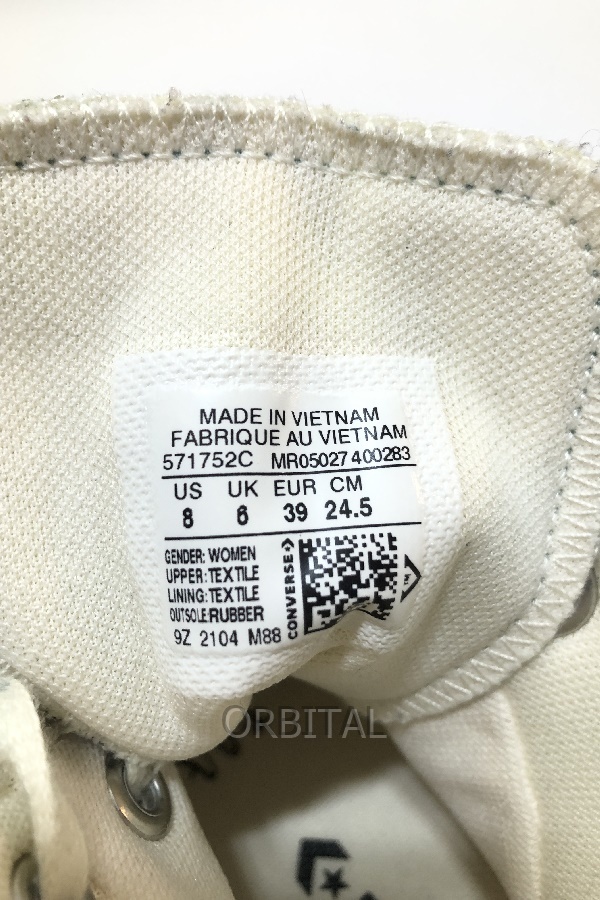 MADE IN VIETNAM
FABRIQUE AU VIETNAM
571752C MR05027400283
US UK EUR CM
8 6 39 24.5
GENDER: WOMEN
UPPER:TEXTILE
LINING:TEXTILE
OUTSOLE:RUBBER
9Z 2104 M88
CONVERSE
TM
ORBITAL